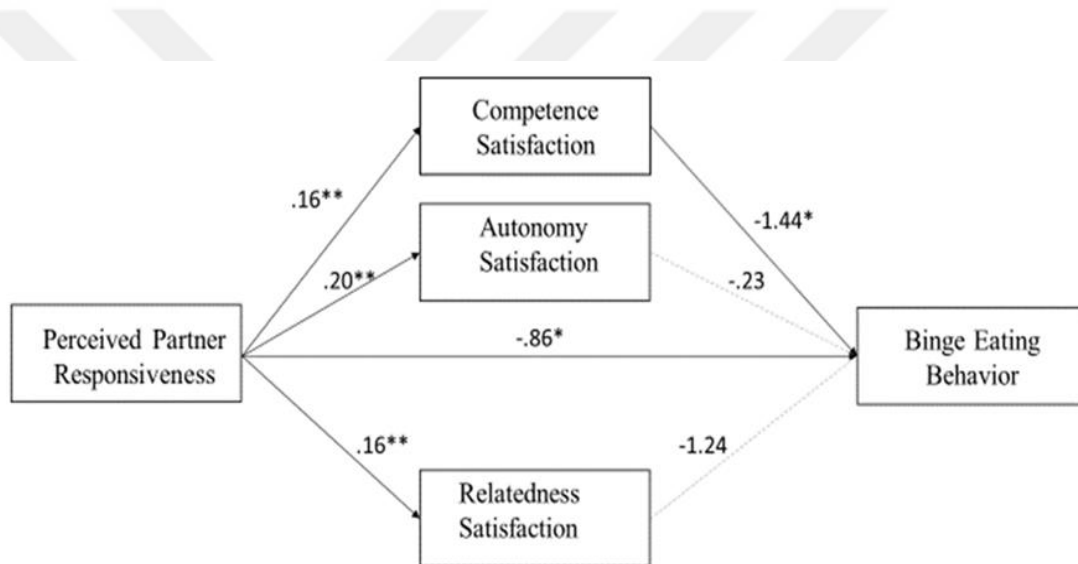 Competence
Satisfaction
.16**
-1.44*
Autonomy
Satisfaction
.20**
-.23
Perceived Partner
Responsiveness
-.86*
Binge Eating
Behavior
.16**
-1.24
Relatedness
Satisfaction